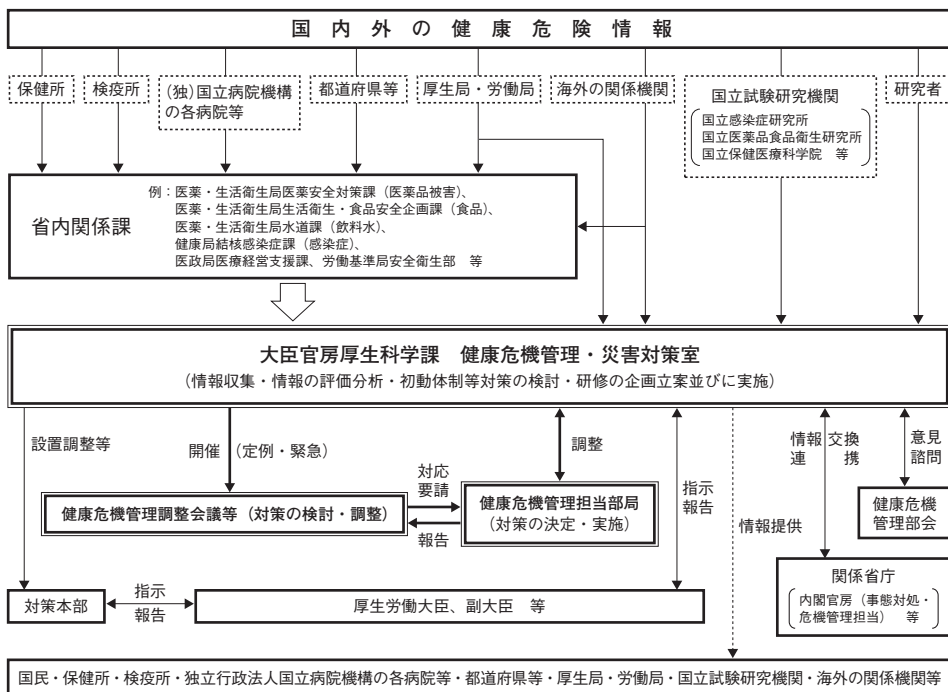 国内外の健康危険情報
保健所
検疫所
(独)国立病院機構
の各病院等
都道府県等
厚生局・労働局
海外の関係機関
国立試験研究機関
国立感染症研究所
国立医薬品食品衛生研究所
国立保健医療科学院　等
研究者
省内関係課
例：医薬・生活衛生局医薬安全対策課（医薬品被害）、
医薬・生活衛生局生活衛生・食品安全企画課（食品）、
医薬・生活衛生局水道課（飲料水）、
健康局結核感染症課（感染症）、
医政局医療経営支援課、労働基準局安全衛生部　等
大臣官房厚生科学課　健康危機管理・災害対策室
（情報収集・情報の評価分析・初動体制等対策の検討・研修の企画立案並びに実施）
設置調整等
開催（定例・緊急）
調整
指示
報告
情報提供
情報交換
連携
意見
諮問
健康危機管理調整会議等（対策の検討・調整）
対応
要請
報告
健康危機管理担当部局
（対策の決定・実施）
健康危機
管理部会
関係省庁
内閣官房（事態対処・
危機管理担当）　等
対策本部
指示
報告
厚生労働大臣、副大臣　等
国民・保健所・検疫所・独立行政法人国立病院機構の各病院等・都道府県等・厚生局・労働局・国立試験研究機関・海外の関係機関等